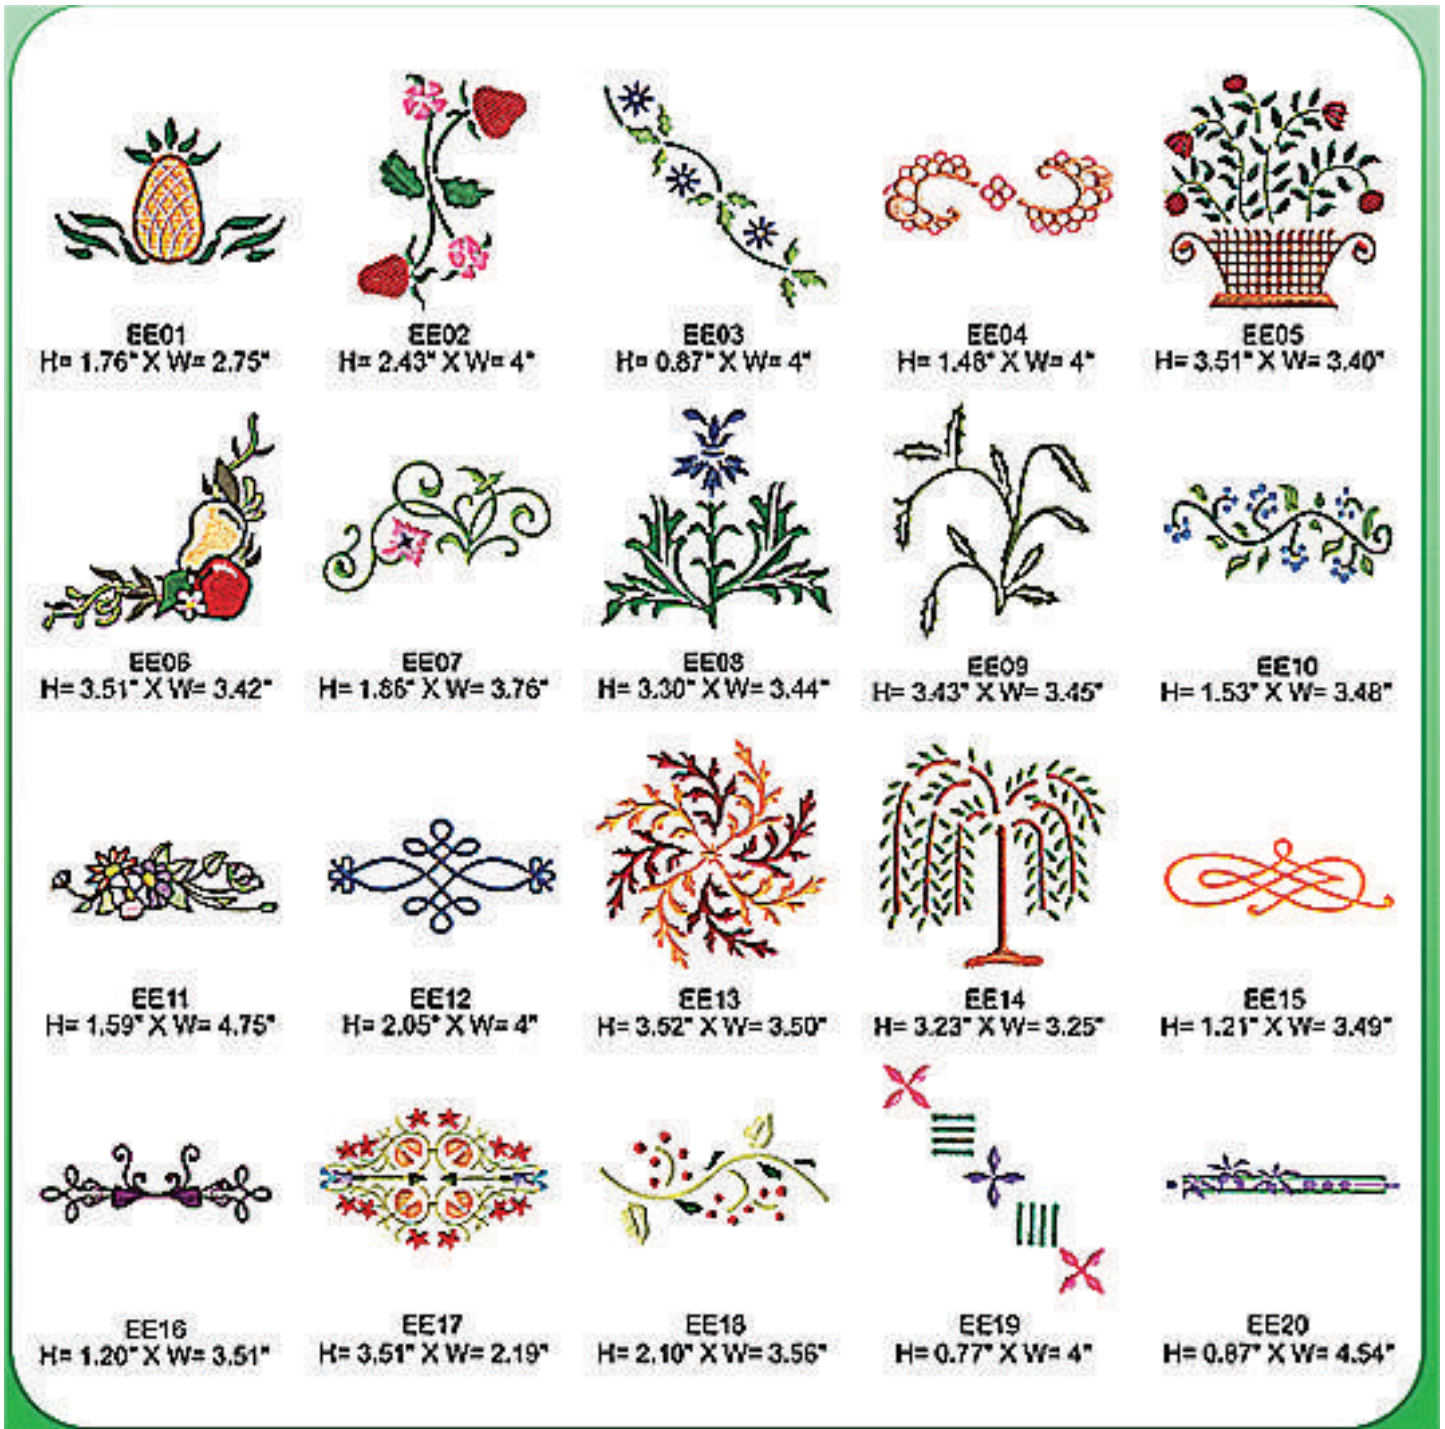 EE01
H= 1.76" X W= 2.75"
EE02
H= 2.43" X W= 4"
EE03
H= 0.87" X W= 4"
EE04
H= 1.48" X W= 4"
EE05
H= 3.51" X W= 3.40"
EE06
H= 3.51" X W= 3.42"
EE07
H= 1.86" X W= 3.76"
EE08
H= 3.30" X W= 3.44"
EE09
H= 3.43" X W= 3.45"
EE10
H= 1.53" X W= 3.48"
EE11
H= 1.59" X W= 4.75"
EE12
H= 2.05" X W= 4"
EE13
H= 3.52" X W= 3.50"
EE14
H= 3.23" X W= 3.25"
EE15
H= 1.21" X W= 3.49"
EE16
H= 1.20" X W= 3.51"
EE17
H= 3.51" X W= 2.19"
EE18
H= 2.10" X W= 3.56"
EE19
H= 0.77" X W= 4"
EE20
H= 0.87" X W= 4.54"